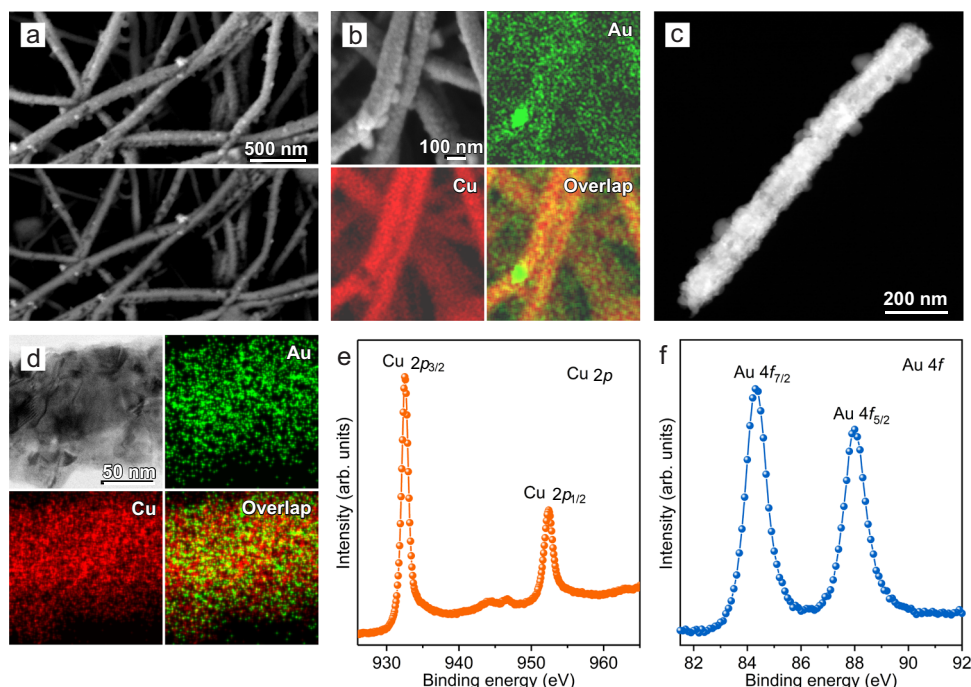 a
500 nm
b
Au
100 nm
Cu
Overlap
c
200 nm
d
Au
50 nm
Cu
Overlap
e
Cu 2p3/2
Cu 2p
Cu 2p1/2
Intensity (arb. units)
930 940 950 960
Binding energy (eV)
f
Au 4f7/2
Au 4f
Au 4f5/2
Intensity (arb. units)
82 84 86 88 90 92
Binding energy (eV)